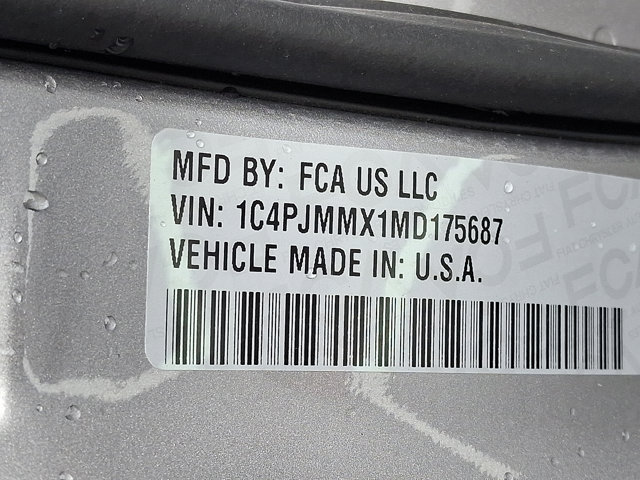 MFD BY: FCA US LLC
VIN: 1C4PJMMX1MD175687
VEHICLE MADE IN: U.S.A.